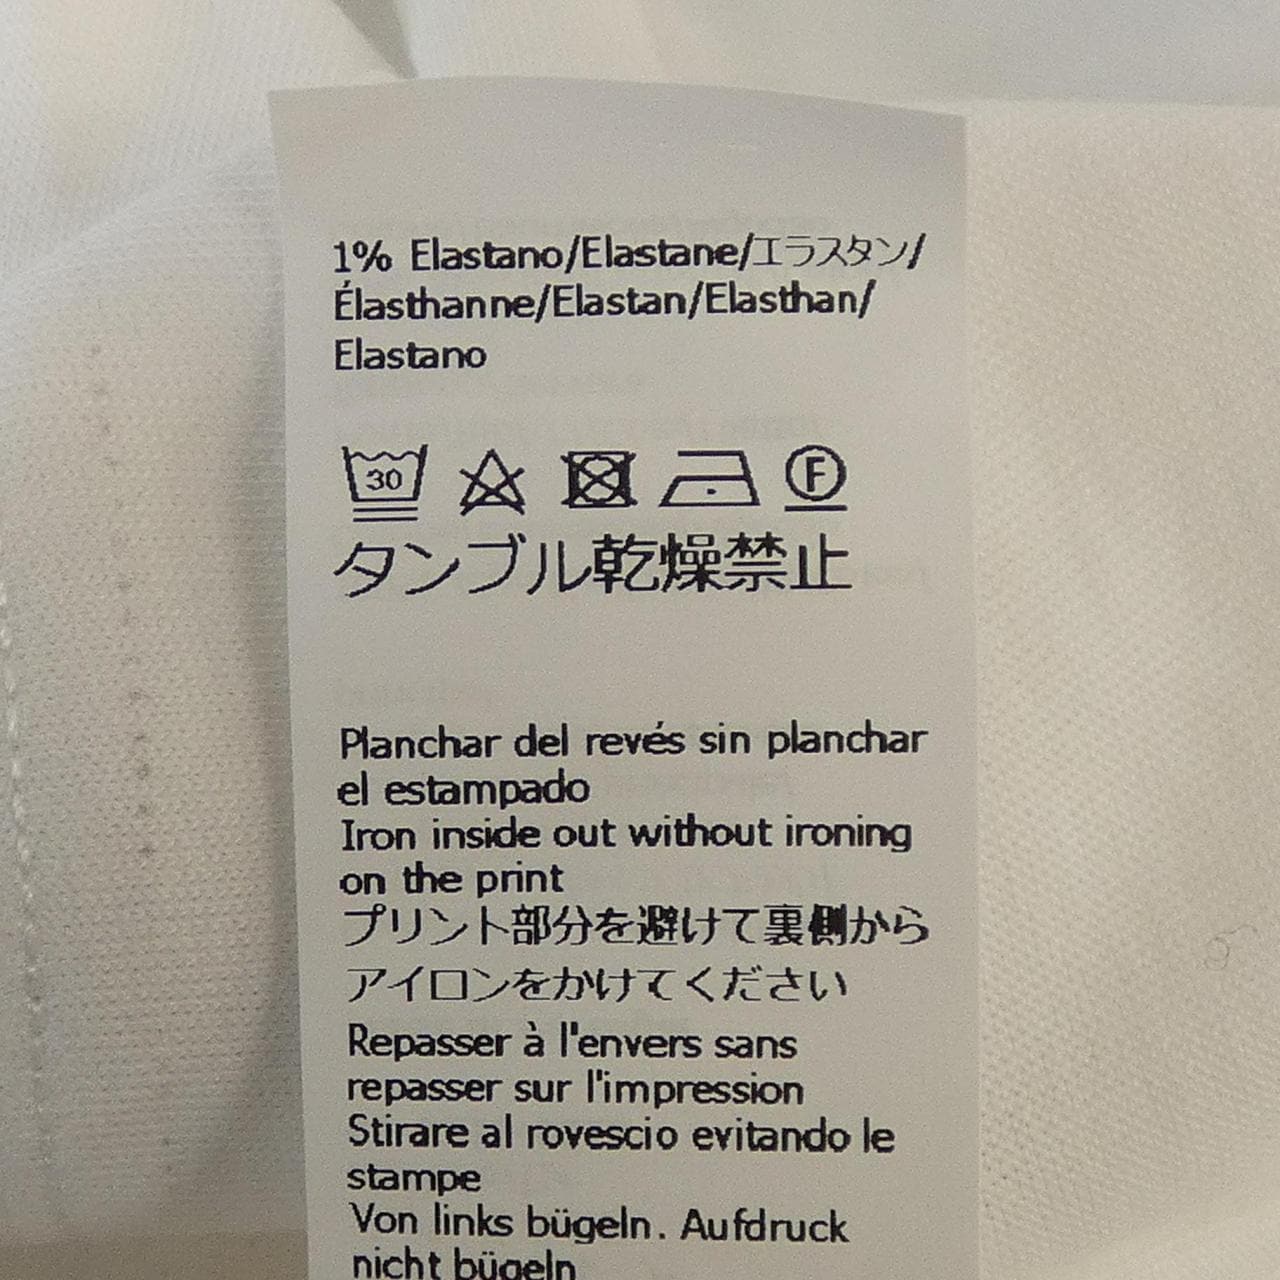 1% Elastano/Elastane/エラスタン/
Élasthanne/Elastan/Elasthan/
Elastano
30 F
タンブル乾燥禁止
Planchar del revés sin planchar
el estampado
Iron inside out without ironing
on the print
プリント部分を避けて裏側から
アイロンをかけてください
Repasser à l'envers sans
repasser sur l'impression
Stirare al rovescio evitando le
stampe
Von links bügeln. Aufdruck
nicht bügeln